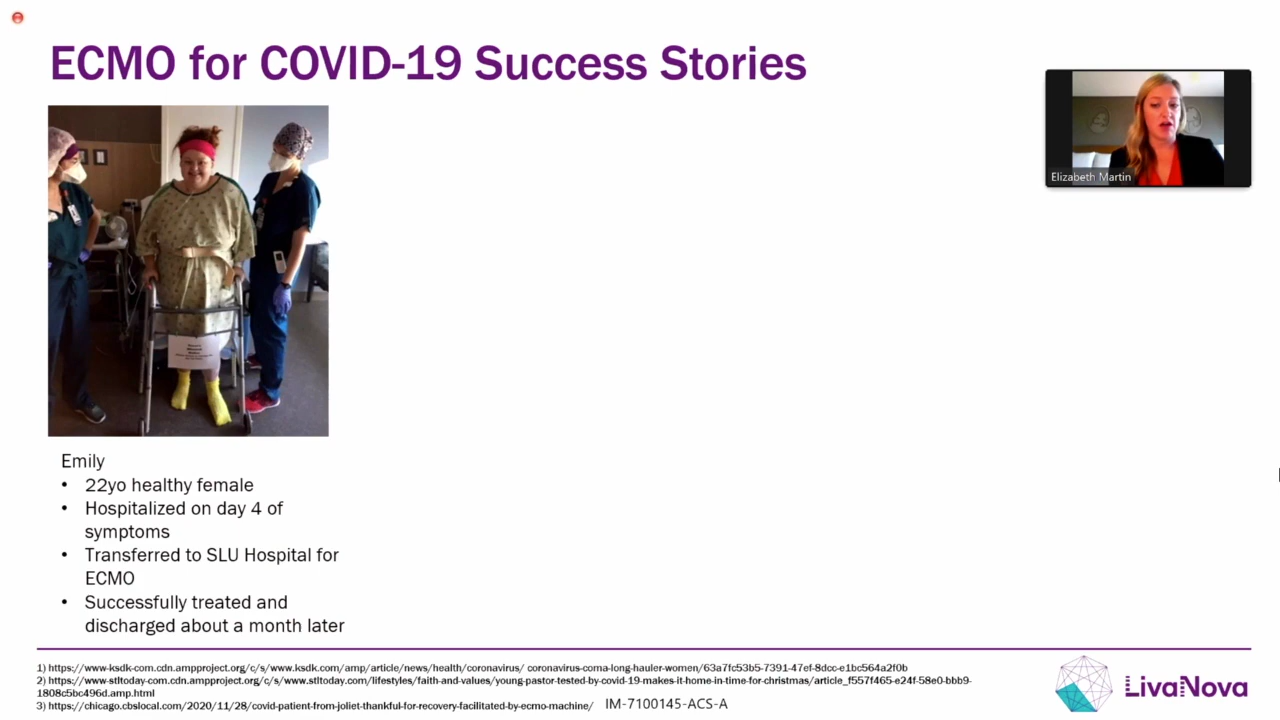 ECMO for COVID-19 Success Stories
Elizabeth Martin
Emily
• 22yo healthy female
• Hospitalized on day 4 of
symptoms
• Transferred to SLU Hospital for
ECMO
• Successfully treated and
discharged about a month later
1) https://www-ksdk-com.cdn.ampproject.org/c/s/www.ksdk.com/amp/article/news/health/coronavirus/ coronavirus-coma-long-hauler-women/63a7fc53b5-7391-47ef-8dcc-e1bc564a2f0b
2) https://www-stltoday-com.cdn.ampproject.org/c/s/www.stltoday.com/lifestyles/faith-and-values/young-pastor-tested-by-covid-19-makes-it-home-in-time-for-christmas/article_f557f465-e24f-58e0-bbb9-
1808c5bc496d.amp.html
3) https://chicago.cbslocal.com/2020/11/28/covid-patient-from-joliet-thankful-for-recovery-facilitated-by-ecmo-machine/
IM-7100145-ACS-A
LivaNova